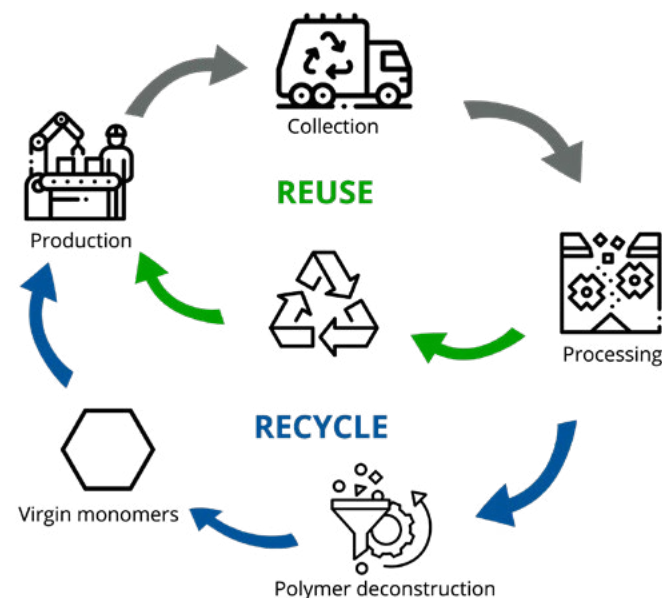 Collection
REUSE
Production
Processing
RECYCLE
Virgin monomers
Polymer deconstruction